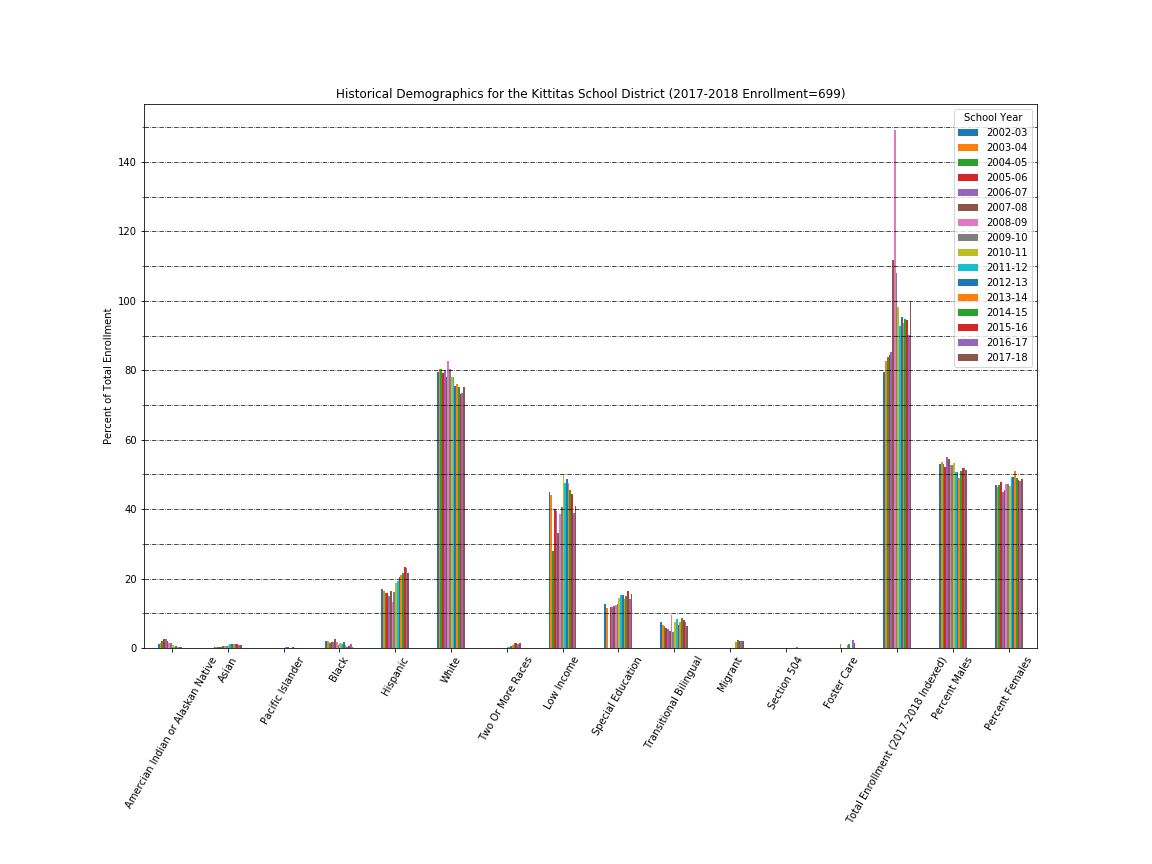 Historical Demographics for the Kittitas School District (2017-2018 Enrollment=699)
Percent of Total Enrollment
140
120
100
80
60
40
20
0
School Year
2002-03
2003-04
2004-05
2005-06
2006-07
2007-08
2008-09
2009-10
2010-11
2011-12
2012-13
2013-14
2014-15
2015-16
2016-17
2017-18
Amercian Indian or Alaskan Native
Asian
Pacific Islander
Black
Hispanic
White
Two Or More Races
Low Income
Special Education
Transitional Bilingual
Migrant
Section 504
Foster Care
Total Enrollment (2017-2018 Indexed)
Percent Males
Percent Females